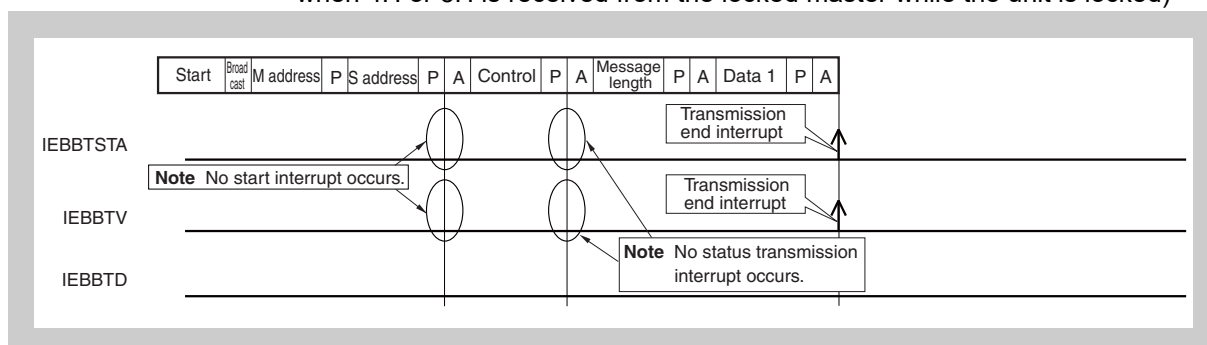 when 4H or 5H is received from the locked master while the unit is locked)
Start Broad cast M address P S address P A Control P A Message length P A Data 1 P A
Transmission
end interrupt
IEBBTSTA
Note No start interrupt occurs.
Transmission
end interrupt
IEBBTV
Note No status transmission
interrupt occurs.
IEBBTD